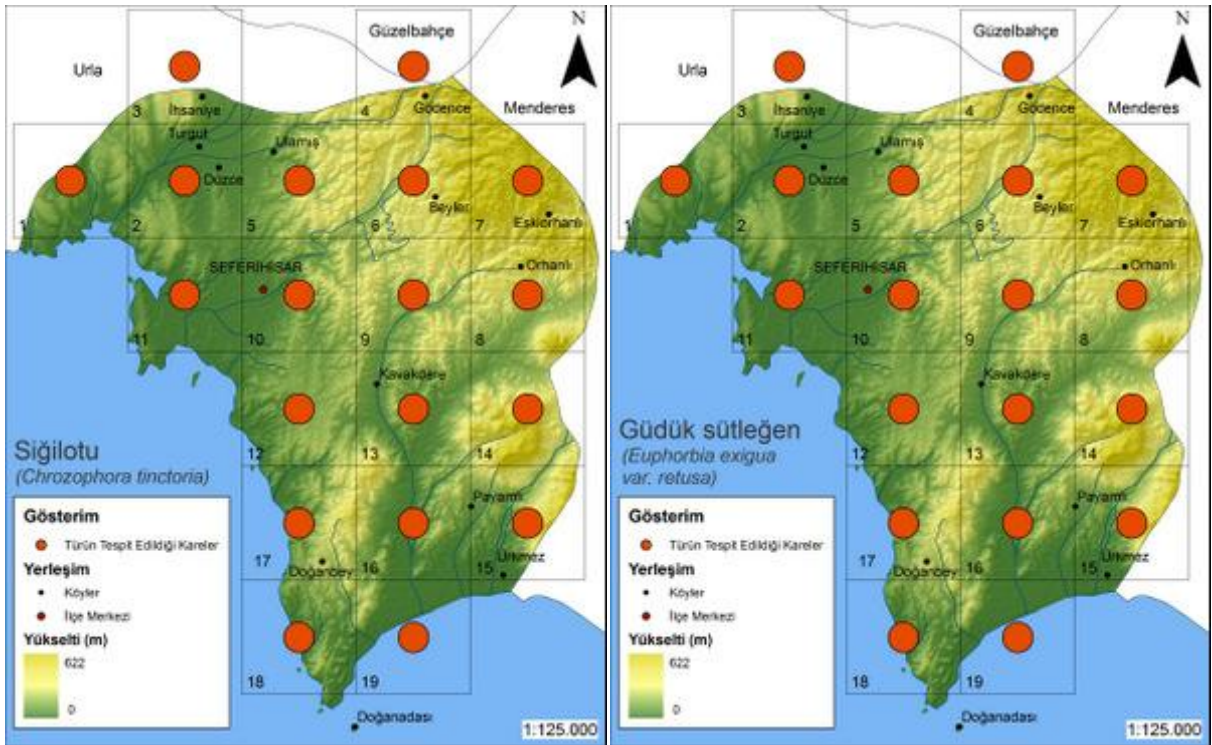 N
Güzelbahçe
Urla
3
İhsaniye
4
Gödence
Menderes
Turgut
Ulamış
Düzce
Beyler
Eskiorhanlı
1
2
5
6
7
SEFERİHİSAR
Orhanlı
11
10
9
8
Kavakdere
Siğilotu
(Chrozophora tinctoria)
12
13
14
Payamlı
Gösterim
Türün Tespit Edildiği Kareler
Yerleşim
Köyler
İlçe Merkezi
Yükselti (m)
622
0
17
Doğanbey
16
15
Ürkmez
18
19
Doğanadası
1:125.000
N
Güzelbahçe
Urla
3
İhsaniye
4
Gödence
Menderes
Turgut
Ulamış
Düzce
Beyler
Eskiorhanlı
1
2
5
6
7
SEFERİHİSAR
Orhanlı
11
10
9
8
Kavakdere
Güdük sütleğen
(Euphorbia exigua
var. retusa)
12
13
14
Payamlı
Gösterim
Türün Tespit Edildiği Kareler
Yerleşim
Köyler
İlçe Merkezi
Yükselti (m)
622
0
17
Doğanbey
16
15
Ürkmez
18
19
Doğanadası
1:125.000